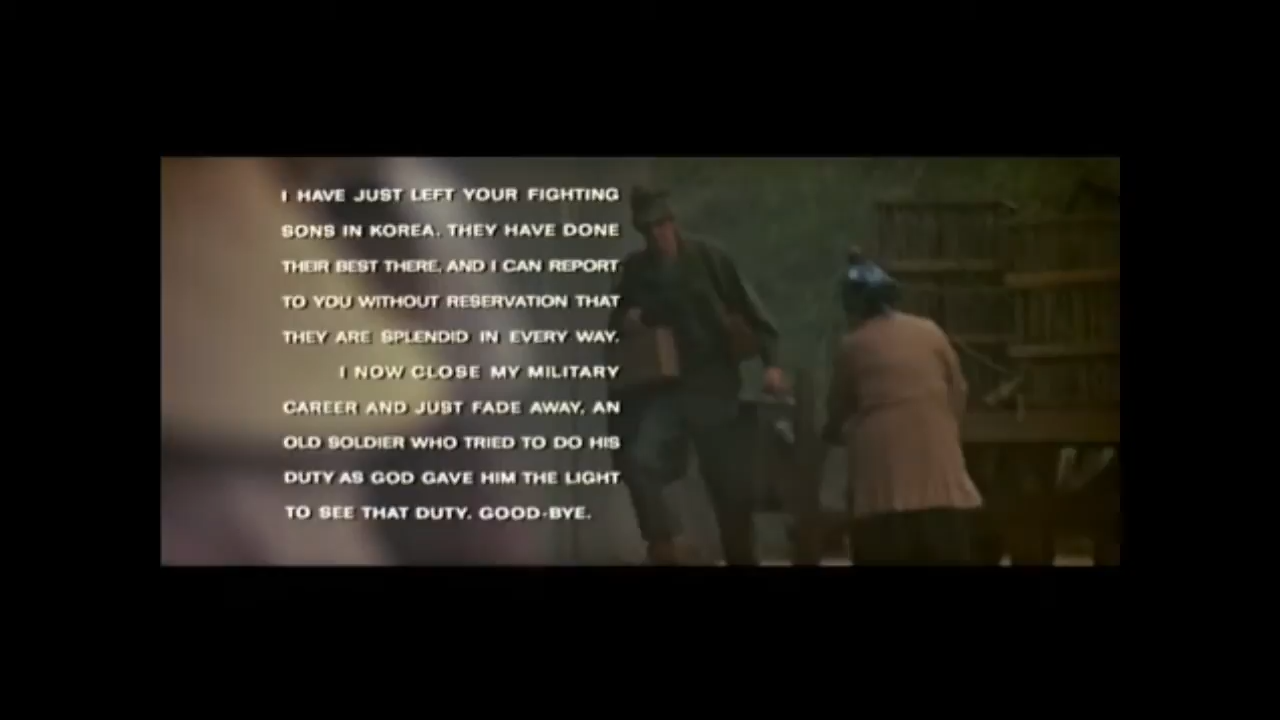 I HAVE JUST LEFT YOUR FIGHTING
SONS IN KOREA. THEY HAVE DONE
THEIR BEST THERE, AND I CAN REPORT
TO YOU WITHOUT RESERVATION THAT
THEY ARE SPLENDID IN EVERY WAY.
I NOW CLOSE MY MILITARY
CAREER AND JUST FADE AWAY, AN
OLD SOLDIER WHO TRIED TO DO HIS
DUTY AS GOD GAVE HIM THE LIGHT
TO SEE THAT DUTY. GOOD-BYE.